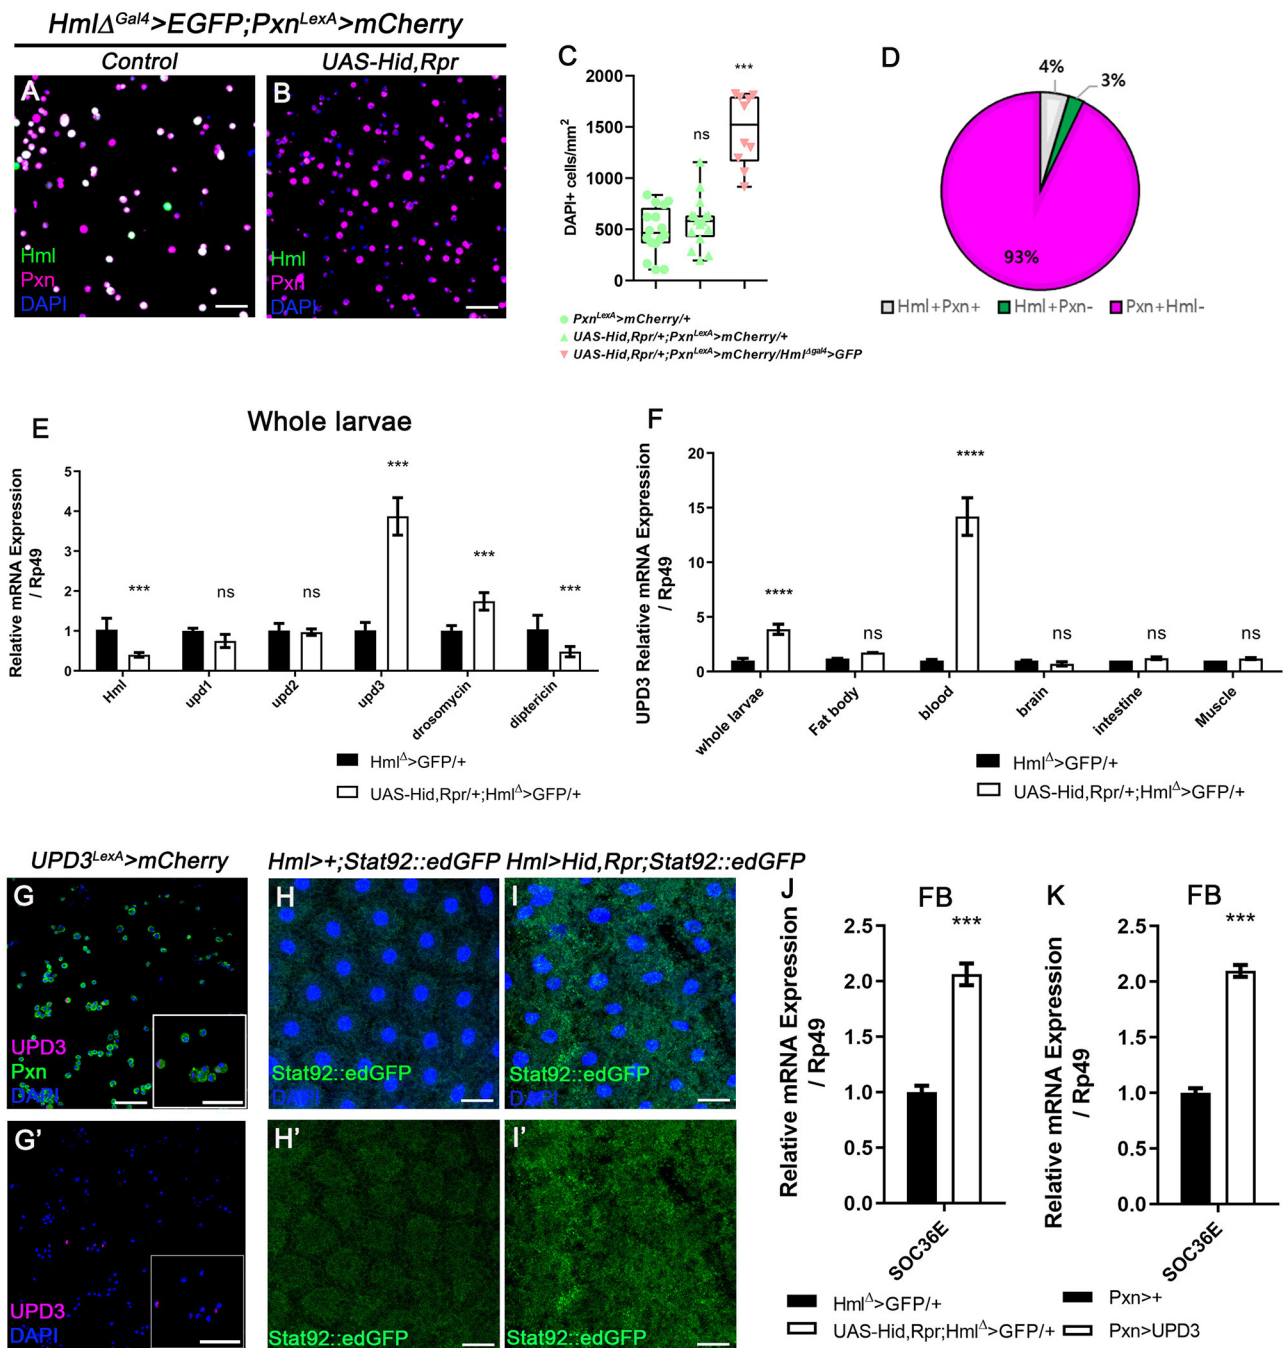 HmlΔGal4>EGFP;PxnLexA>mCherry
Control
UAS-Hid,Rpr
A
Hml
Pxn
DAPI
B
Hml
Pxn
DAPI
C
DAPI+ cells/mm2
2000
1500
1000
500
0
ns
***
PxnLexA>mCherry/+
UAS-Hid,Rpr/+;PxnLexA>mCherry/+
UAS-Hid,Rpr/+;PxnLexA>mCherry/HmlΔgal4>GFP
D
4%
3%
93%
Hml+Pxn+
Hml+Pxn-
Pxn+Hml-
E
Whole larvae
Relative mRNA Expression
/ Rp49
5
4
3
2
1
0
***
ns
ns
***
***
***
Hml
upd1
upd2
upd3
drosomycin
diptericin
HmlΔ>GFP/+
UAS-Hid,Rpr/+;HmlΔ>GFP/+
F
UPD3 Relative mRNA Expression
/ Rp49
20
15
10
5
0
****
ns
****
ns
ns
ns
whole larvae
Fat body
blood
brain
intestine
Muscle
HmlΔ>GFP/+
UAS-Hid,Rpr/+;HmlΔ>GFP/+
UPD3LexA>mCherry
G
UPD3
Pxn
DAPI
G'
UPD3
DAPI
Hml>+;Stat92::edGFP
H
Stat92::edGFP
DAPI
H'
Stat92::edGFP
Hml>Hid,Rpr;Stat92::edGFP
I
Stat92::edGFP
DAPI
I'
Stat92::edGFP
J
FB
Relative mRNA Expression
/ Rp49
2.5
2.0
1.5
1.0
0.5
0.0
***
SOC36E
HmlΔ>GFP/+
UAS-Hid,Rpr;HmlΔ>GFP/+
K
FB
Relative mRNA Expression
/ Rp49
2.5
2.0
1.5
1.0
0.5
0.0
***
SOC36E
Pxn>+
Pxn>UPD3